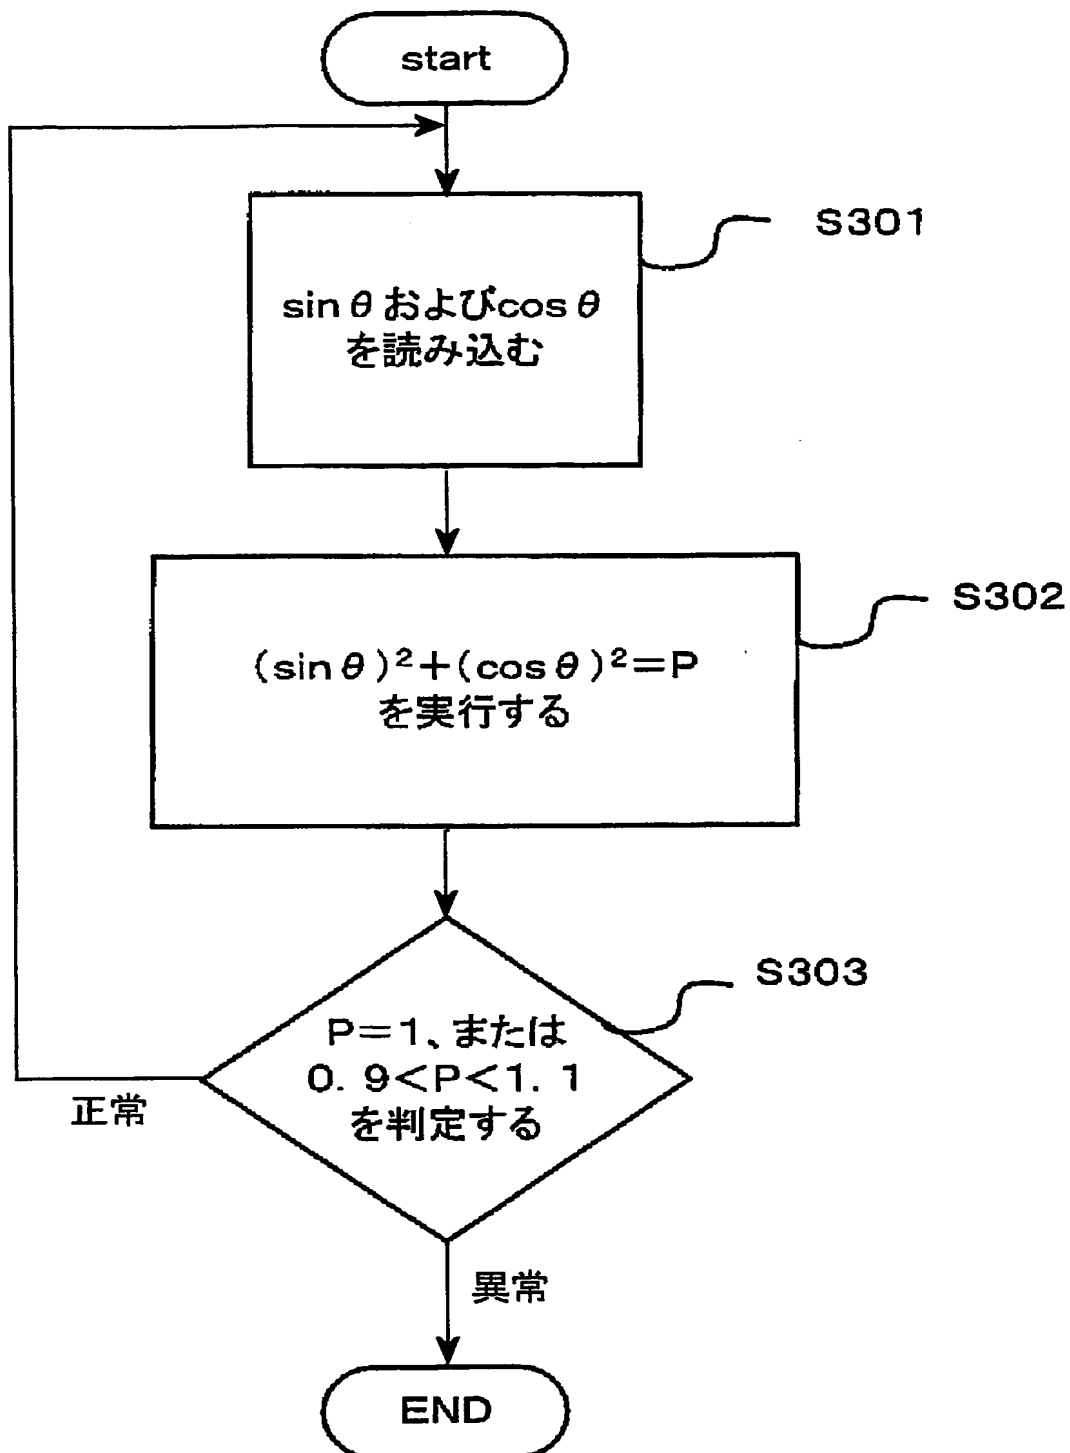 start
S301
sinθおよびcosθ
を読み込む
S302
(sinθ)²+(cosθ)²=P
を実行する
S303
P=1、または
0.9<P<1.1
を判定する
正常
異常
END